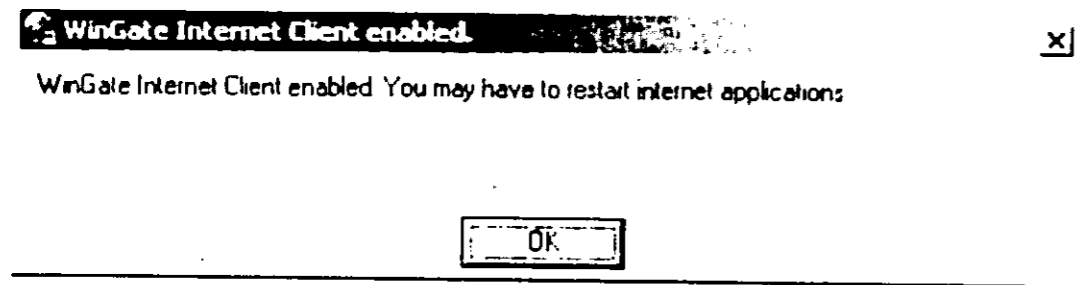 WinGate Internet Client enabled.
WinGate Internet Client enabled You may have to restart internet applications
OK